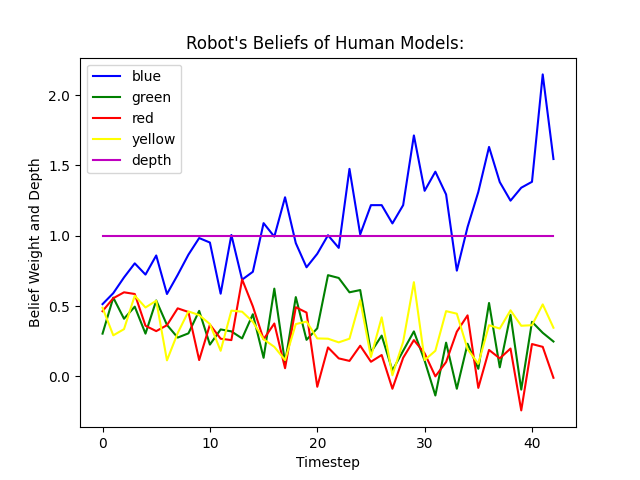 Robot's Beliefs of Human Models:
blue
green
red
yellow
depth
Belief Weight and Depth
2.0
1.5
1.0
0.5
0.0
0
10
20
30
40
Timestep